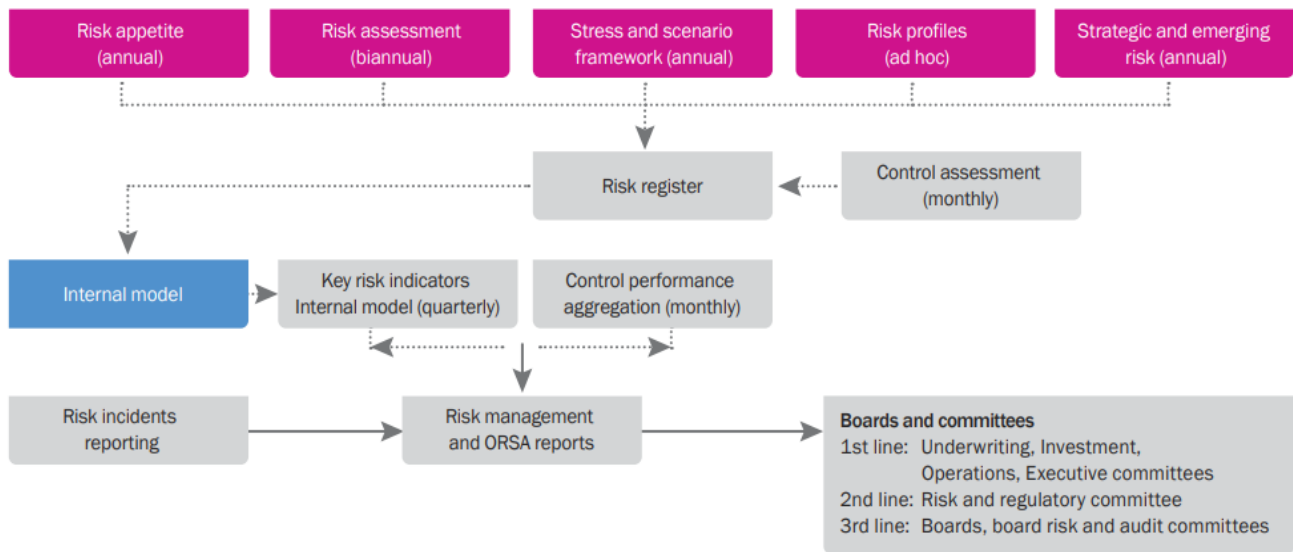 Risk appetite
(annual)
Risk assessment
(biannual)
Stress and scenario
framework (annual)
Risk profiles
(ad hoc)
Strategic and emerging
risk (annual)
Risk register
Control assessment
(monthly)
Internal model
Key risk indicators
Internal model (quarterly)
Control performance
aggregation (monthly)
Risk incidents
reporting
Risk management
and ORSA reports
Boards and committees
1st line: Underwriting, Investment,
Operations, Executive committees
2nd line: Risk and regulatory committee
3rd line: Boards, board risk and audit committees